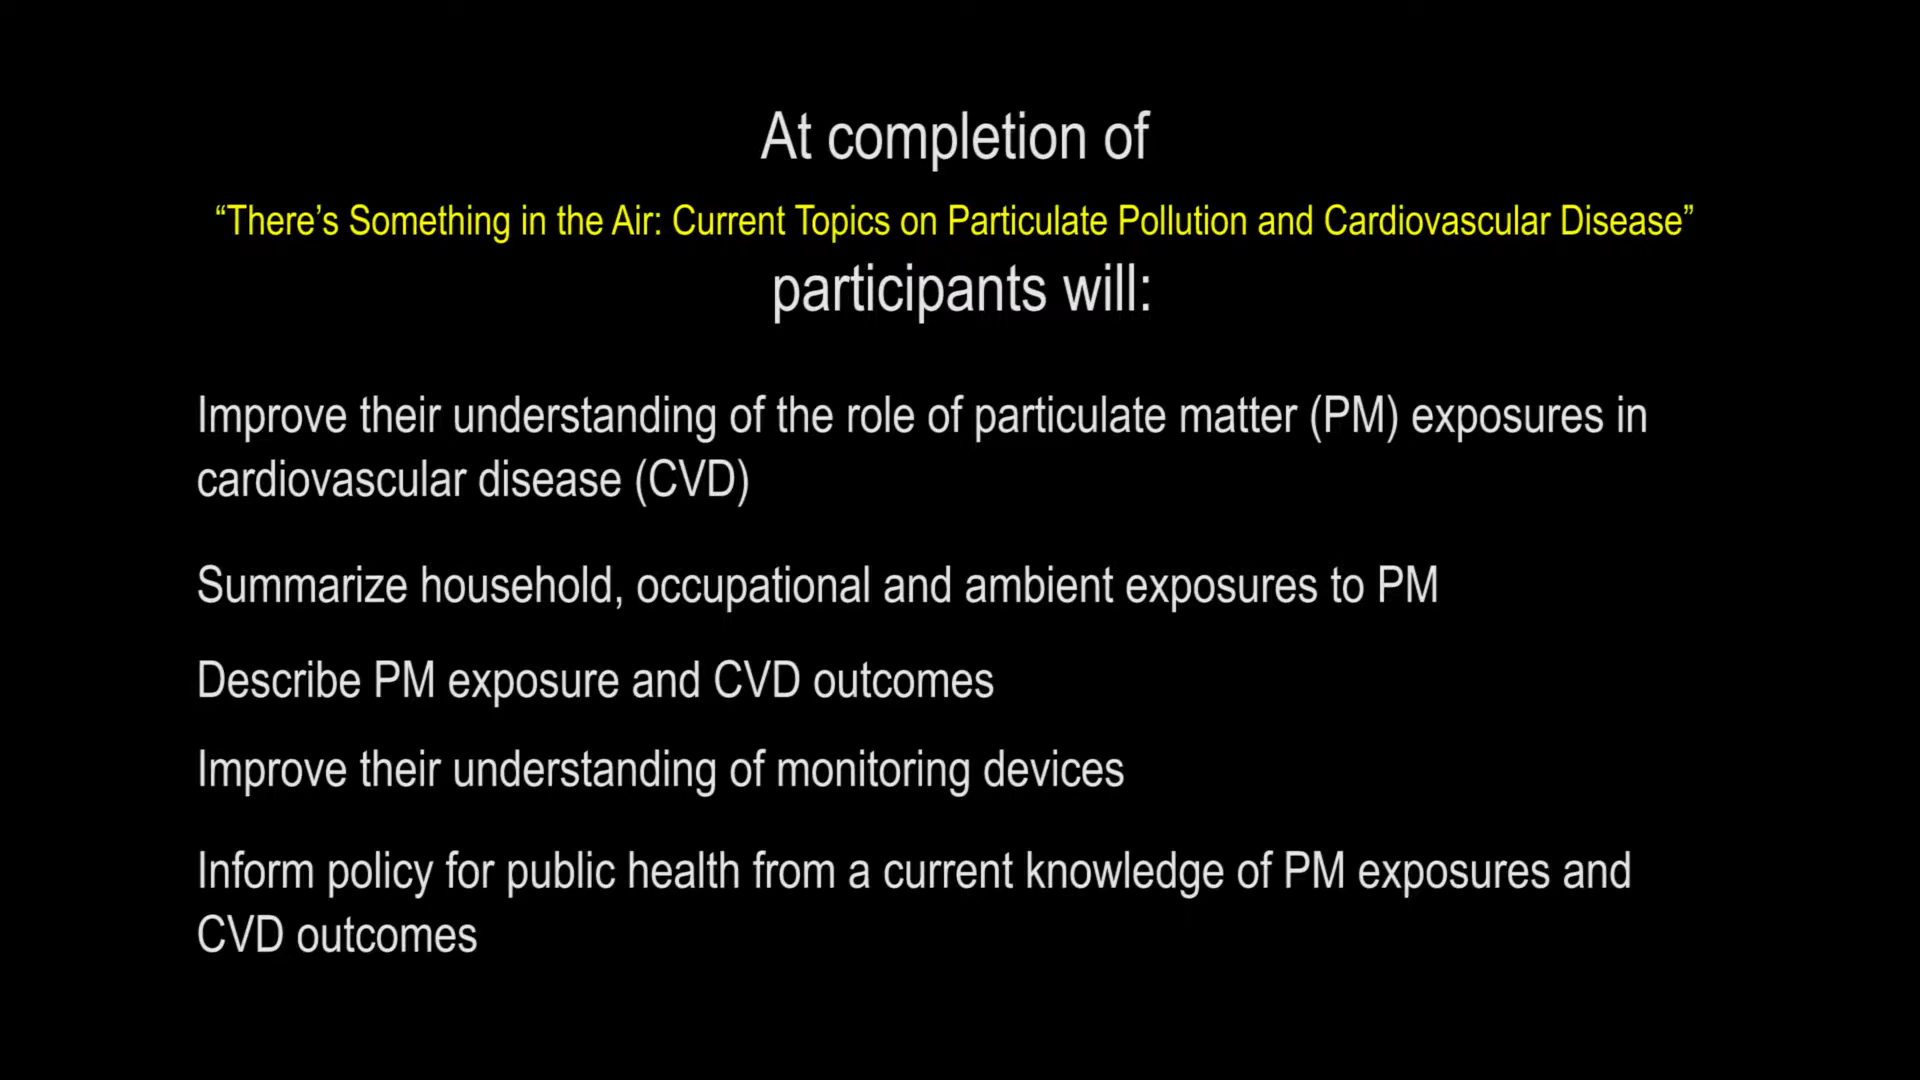 At completion of
“There’s Something in the Air: Current Topics on Particulate Pollution and Cardiovascular Disease”
participants will:
Improve their understanding of the role of particulate matter (PM) exposures in
cardiovascular disease (CVD)
Summarize household, occupational and ambient exposures to PM
Describe PM exposure and CVD outcomes
Improve their understanding of monitoring devices
Inform policy for public health from a current knowledge of PM exposures and
CVD outcomes